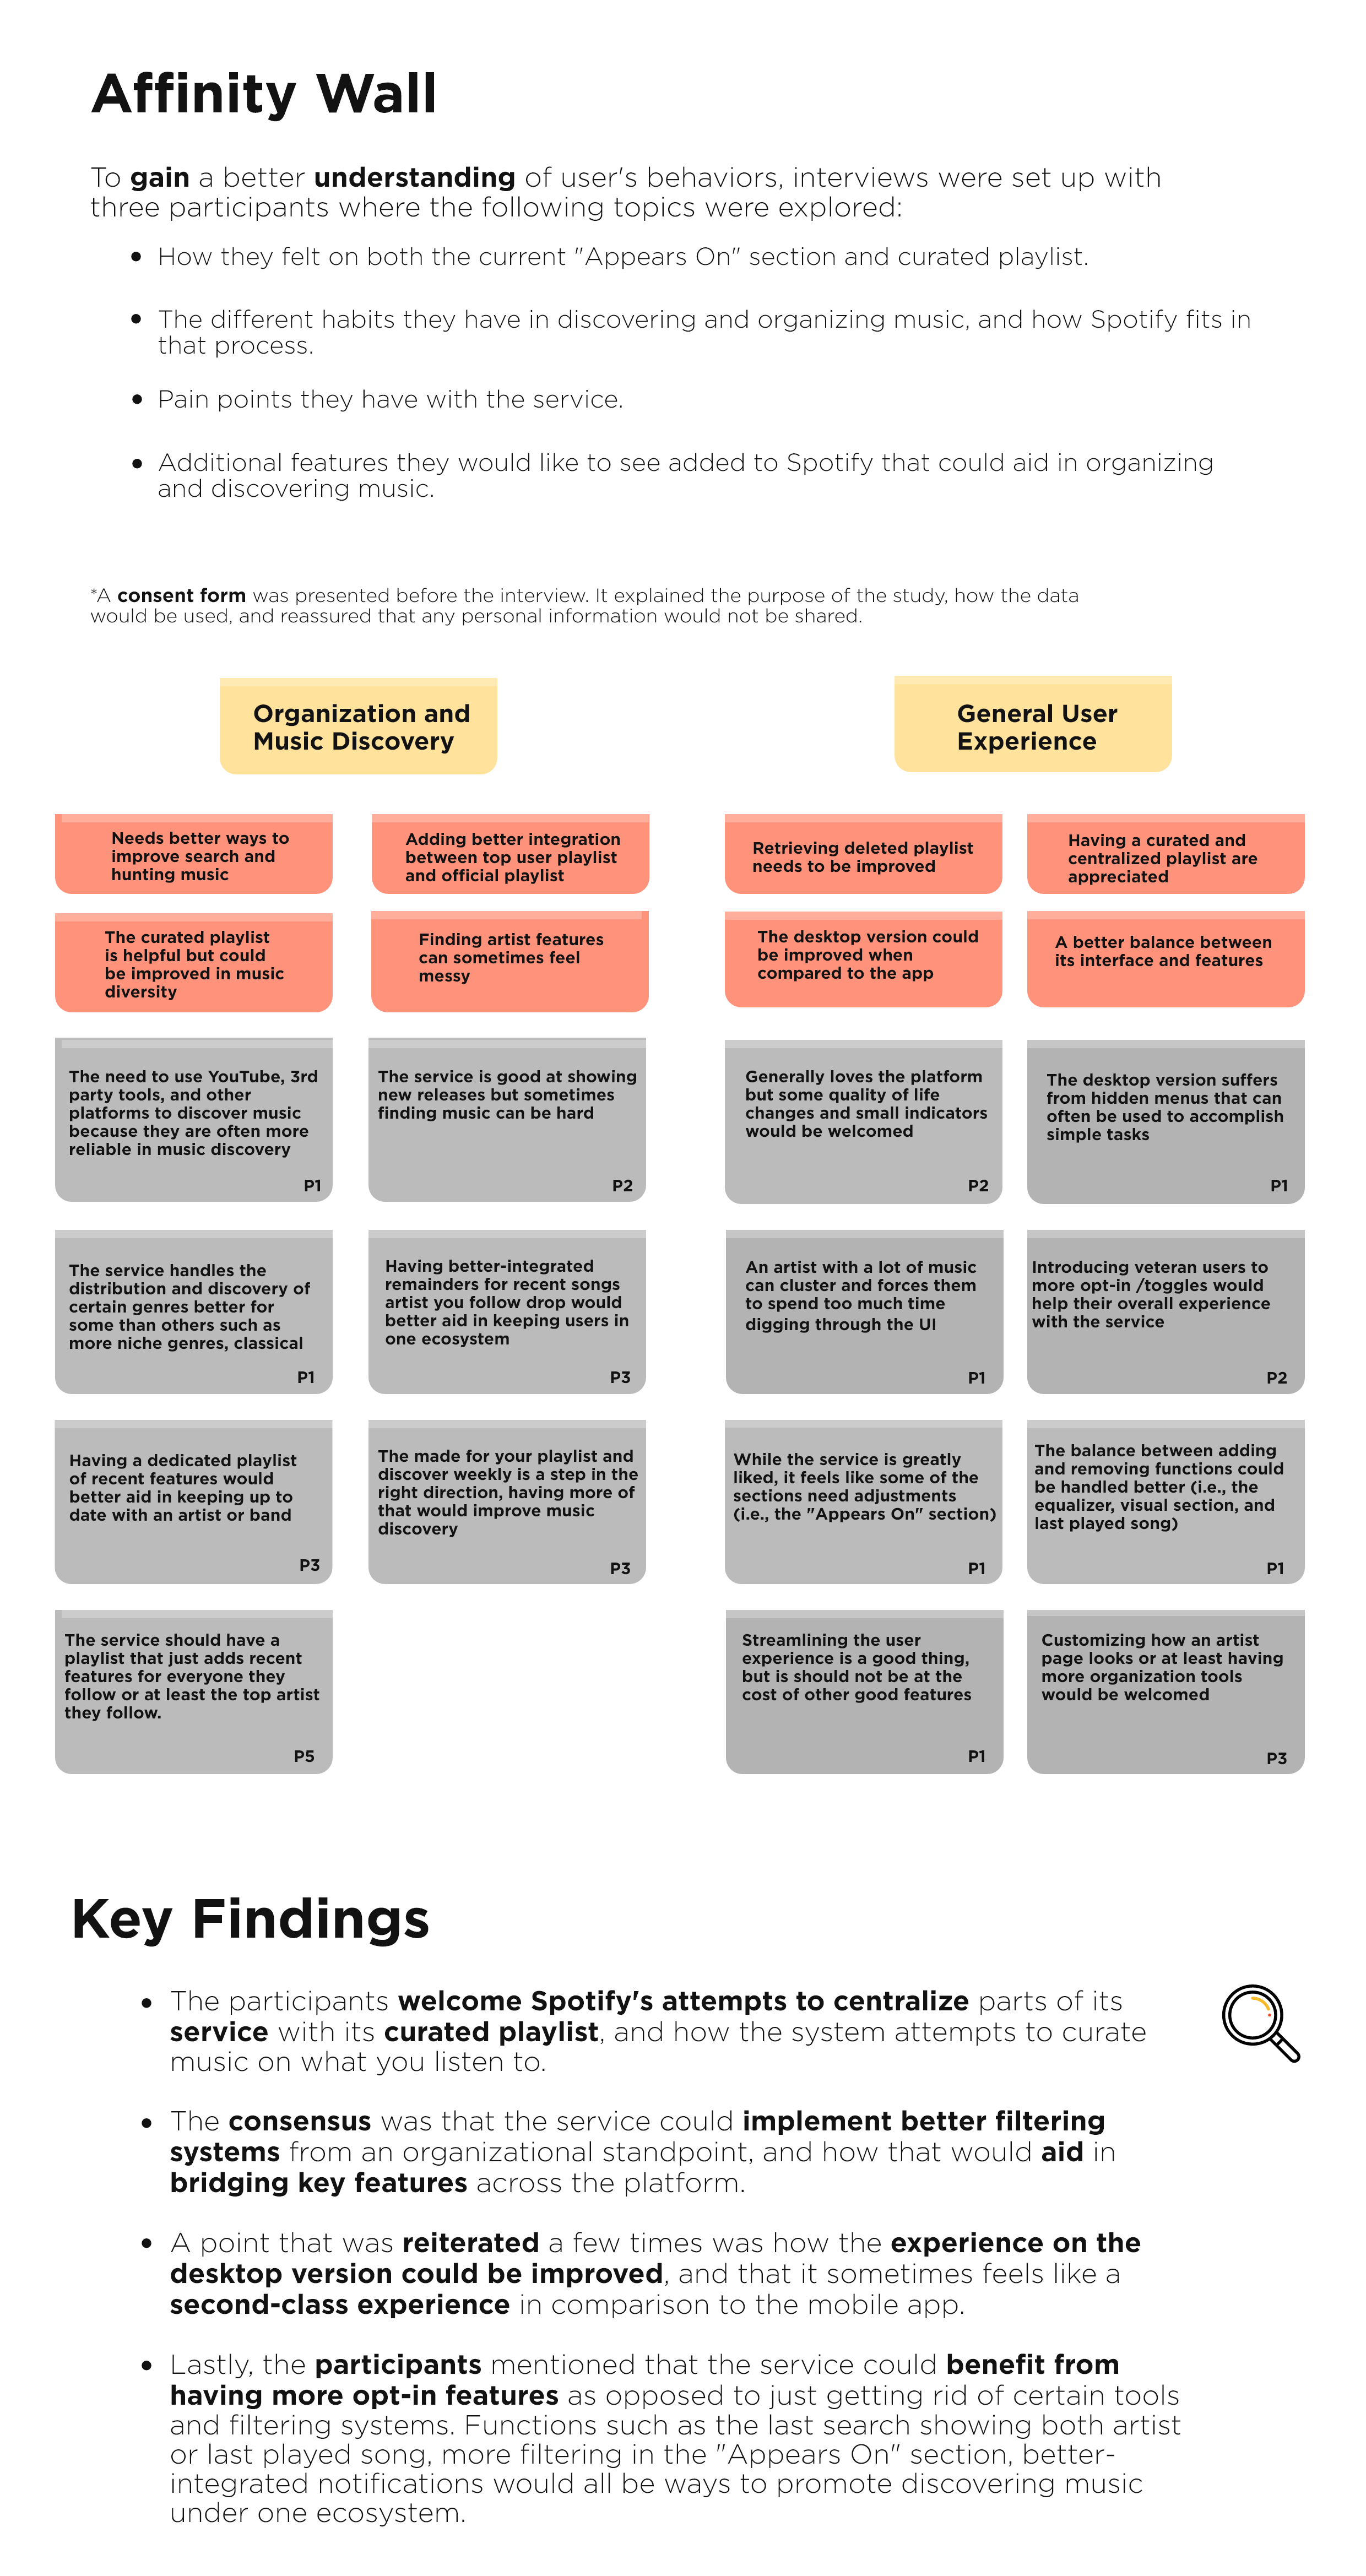 Affinity Wall
To gain a better understanding of user's behaviors, interviews were set up with
three participants where the following topics were explored:
• How they felt on both the current "Appears On" section and curated playlist.
• The different habits they have in discovering and organizing music, and how Spotify fits in
that process.
• Pain points they have with the service.
• Additional features they would like to see added to Spotify that could aid in organizing
and discovering music.
*A consent form was presented before the interview. It explained the purpose of the study, how the data
would be used, and reassured that any personal information would not be shared.
Organization and
Music Discovery
General User
Experience
Needs better ways to
improve search and
hunting music
Adding better integration
between top user playlist
and official playlist
Retrieving deleted playlist
needs to be improved
Having a curated and
centralized playlist are
appreciated
The curated playlist
is helpful but could
be improved in music
diversity
Finding artist features
can sometimes feel
messy
The desktop version could
be improved when
compared to the app
A better balance between
its interface and features
The need to use YouTube, 3rd
party tools, and other
platforms to discover music
because they are often more
reliable in music discovery
P1
The service is good at showing
new releases but sometimes
finding music can be hard
P2
Generally loves the platform
but some quality of life
changes and small indicators
would be welcomed
P2
The desktop version suffers
from hidden menus that can
often be used to accomplish
simple tasks
P1
The service handles the
distribution and discovery of
certain genres better for
some than others such as
more niche genres, classical
P1
Having better-integrated
remainders for recent songs
artist you follow drop would
better aid in keeping users in
one ecosystem
P3
An artist with a lot of music
can cluster and forces them
to spend too much time
digging through the UI
P1
Introducing veteran users to
more opt-in /toggles would
help their overall experience
with the service
P2
Having a dedicated playlist
of recent features would
better aid in keeping up to
date with an artist or band
P3
The made for your playlist and
discover weekly is a step in the
right direction, having more of
that would improve music
discovery
P3
While the service is greatly
liked, it feels like some of the
sections need adjustments
(i.e., the "Appears On" section)
P1
The balance between adding
and removing functions could
be handled better (i.e., the
equalizer, visual section, and
last played song)
P1
The service should have a
playlist that just adds recent
features for everyone they
follow or at least the top artist
they follow.
P5
Streamlining the user
experience is a good thing,
but is should not be at the
cost of other good features
P1
Customizing how an artist
page looks or at least having
more organization tools
would be welcomed
P3
Key Findings
• The participants welcome Spotify's attempts to centralize parts of its
service with its curated playlist, and how the system attempts to curate
music on what you listen to.
• The consensus was that the service could implement better filtering
systems from an organizational standpoint, and how that would aid in
bridging key features across the platform.
• A point that was reiterated a few times was how the experience on the
desktop version could be improved, and that it sometimes feels like a
second-class experience in comparison to the mobile app.
• Lastly, the participants mentioned that the service could benefit from
having more opt-in features as opposed to just getting rid of certain tools
and filtering systems. Functions such as the last search showing both artist
or last played song, more filtering in the "Appears On" section, better-
integrated notifications would all be ways to promote discovering music
under one ecosystem.